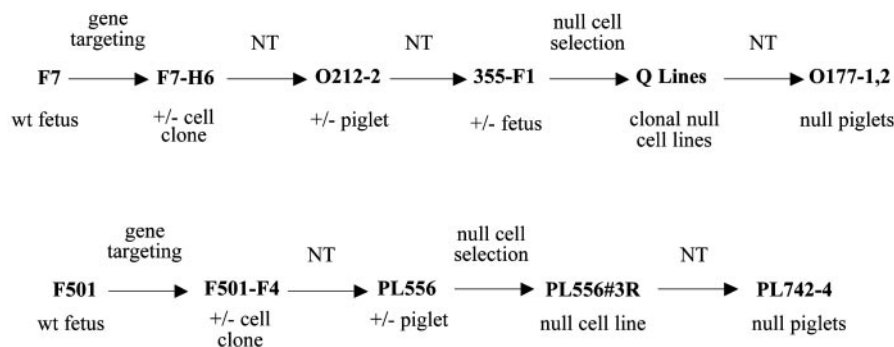 gene
targeting
NT
NT
null cell
selection
NT
F7
F7-H6
O212-2
355-F1
Q Lines
O177-1,2
wt fetus
+/- cell
clone
+/- piglet
+/- fetus
clonal null
cell lines
null piglets
gene
targeting
NT
null cell
selection
NT
F501
F501-F4
PL556
PL556#3R
PL742-4
wt fetus
+/- cell
clone
+/- piglet
null cell line
null piglets